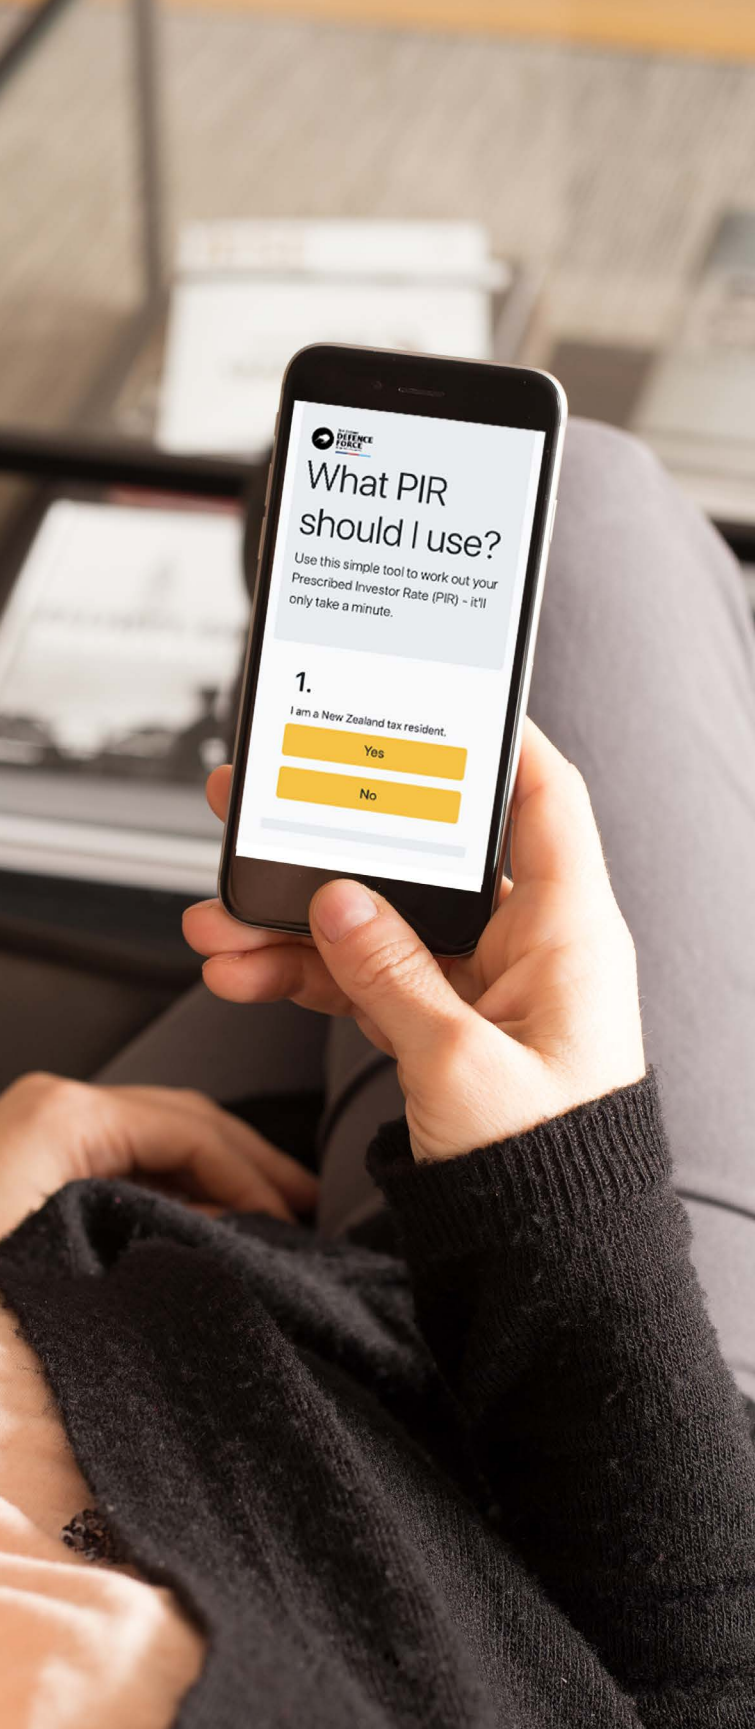 DEFENCE
FORCE
What PIR
should I use?
Use this simple tool to work out your
Prescribed Investor Rate (PIR) - it'll
only take a minute.
1.
I am a New Zealand tax resident.
Yes
No